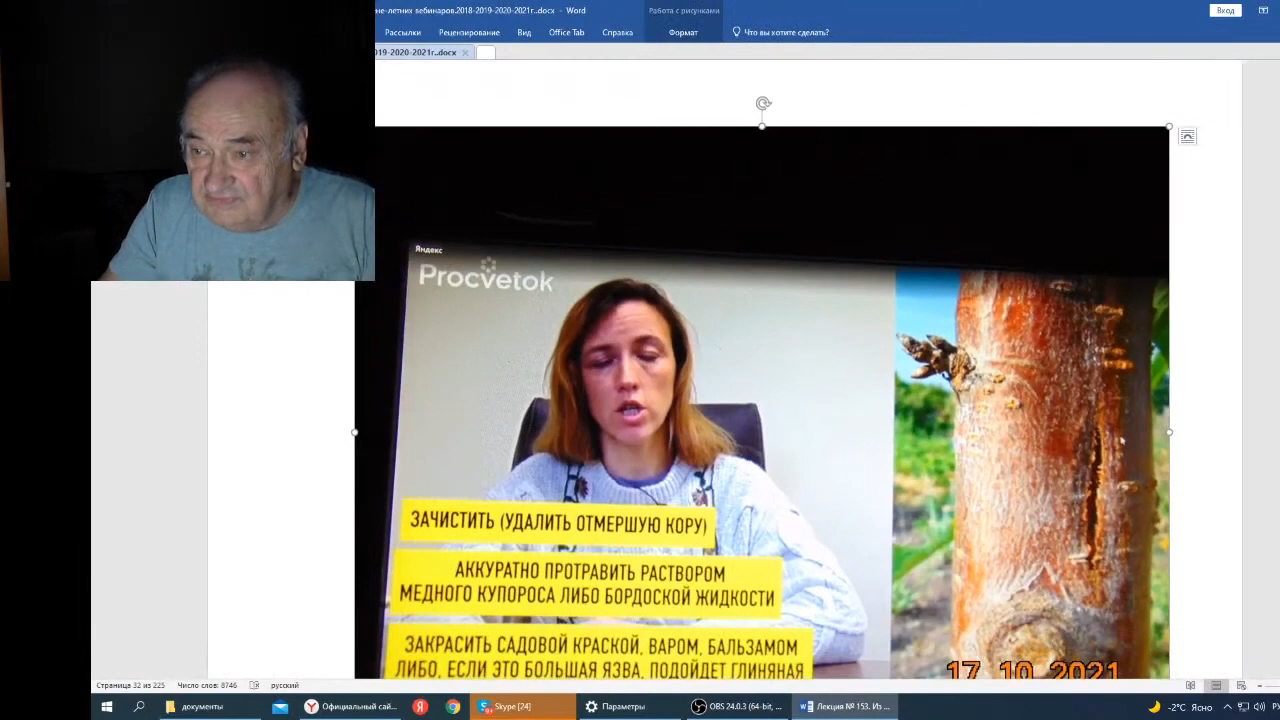 не-летних вебинаров.2018-2019-2020-2021г..docx - Word
Работа с рисунками
Вход
Рассылки Рецензирование Вид Office Tab Справка Формат Что вы хотите сделать?
019-2020-2021г..docx
Яндекс
Procvetok
ЗАЧИСТИТЬ (УДАЛИТЬ ОТМЕРШУЮ КОРУ)
АККУРАТНО ПРОТРАВИТЬ РАСТВОРОМ
МЕДНОГО КУПОРОСА ЛИБО БОРДОСКОЙ ЖИДКОСТИ
ЗАКРАСИТЬ САДОВОЙ КРАСКОЙ, ВАРОМ, БАЛЬЗАМОМ
ЛИБО, ЕСЛИ ЭТО БОЛЬШАЯ ЯЗВА, ПОДОЙДЕТ ГЛИНЯНАЯ
17 10 2021
Страница 32 из 225 Число слов: 8746 русский
документы
Официальный сай...
Skype [24]
Параметры
OBS 24.0.3 (64-bit, ...
Лекция № 153. Из ...
-2°C Ясно